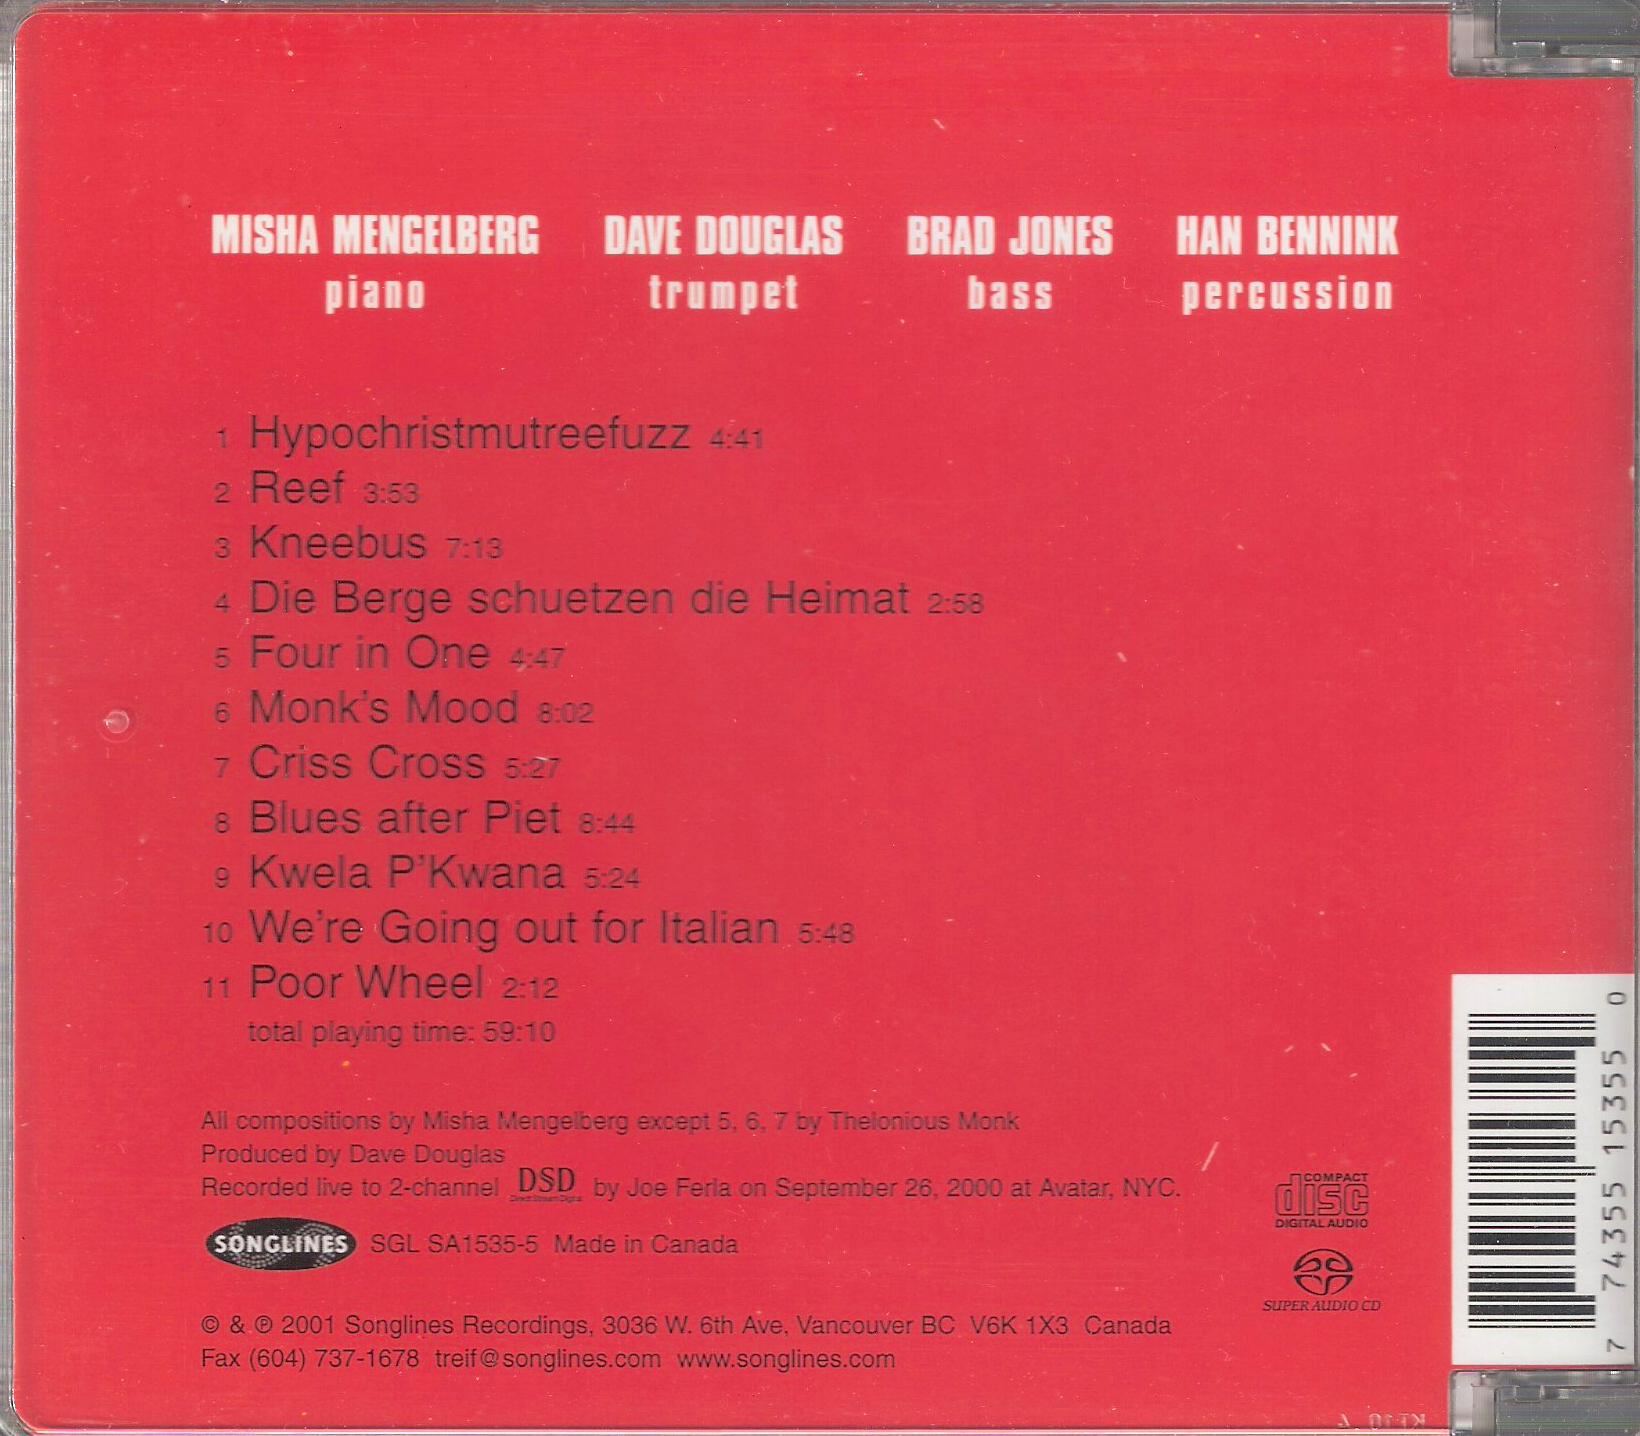 MISHA MENGELBERG DAVE DOUGLAS BRAD JONES HAN BENNINK
piano trumpet bass percussion
1 Hypochristmutreefuzz 4:41
2 Reef 3:53
3 Kneebus 7:13
4 Die Berge schuetzen die Heimat 2:58
5 Four in One 4:47
6 Monk's Mood 8:02
7 Criss Cross 5:27
8 Blues after Piet 8:44
9 Kwela P'Kwana 5:24
10 We're Going out for Italian 5:48
11 Poor Wheel 2:12
total playing time: 59:10
All compositions by Misha Mengelberg except 5, 6, 7 by Thelonious Monk
Produced by Dave Douglas
Recorded live to 2-channel DSD Direct Stream Digital by Joe Ferla on September 26, 2000 at Avatar, NYC.
SONGLINES SGL SA1535-5 Made in Canada
© & ℗ 2001 Songlines Recordings, 3036 W. 6th Ave, Vancouver BC V6K 1X3 Canada
Fax (604) 737-1678 treif@songlines.com www.songlines.com
COMPACT
disc
DIGITAL AUDIO
SUPER AUDIO CD
7 74355 15355 0